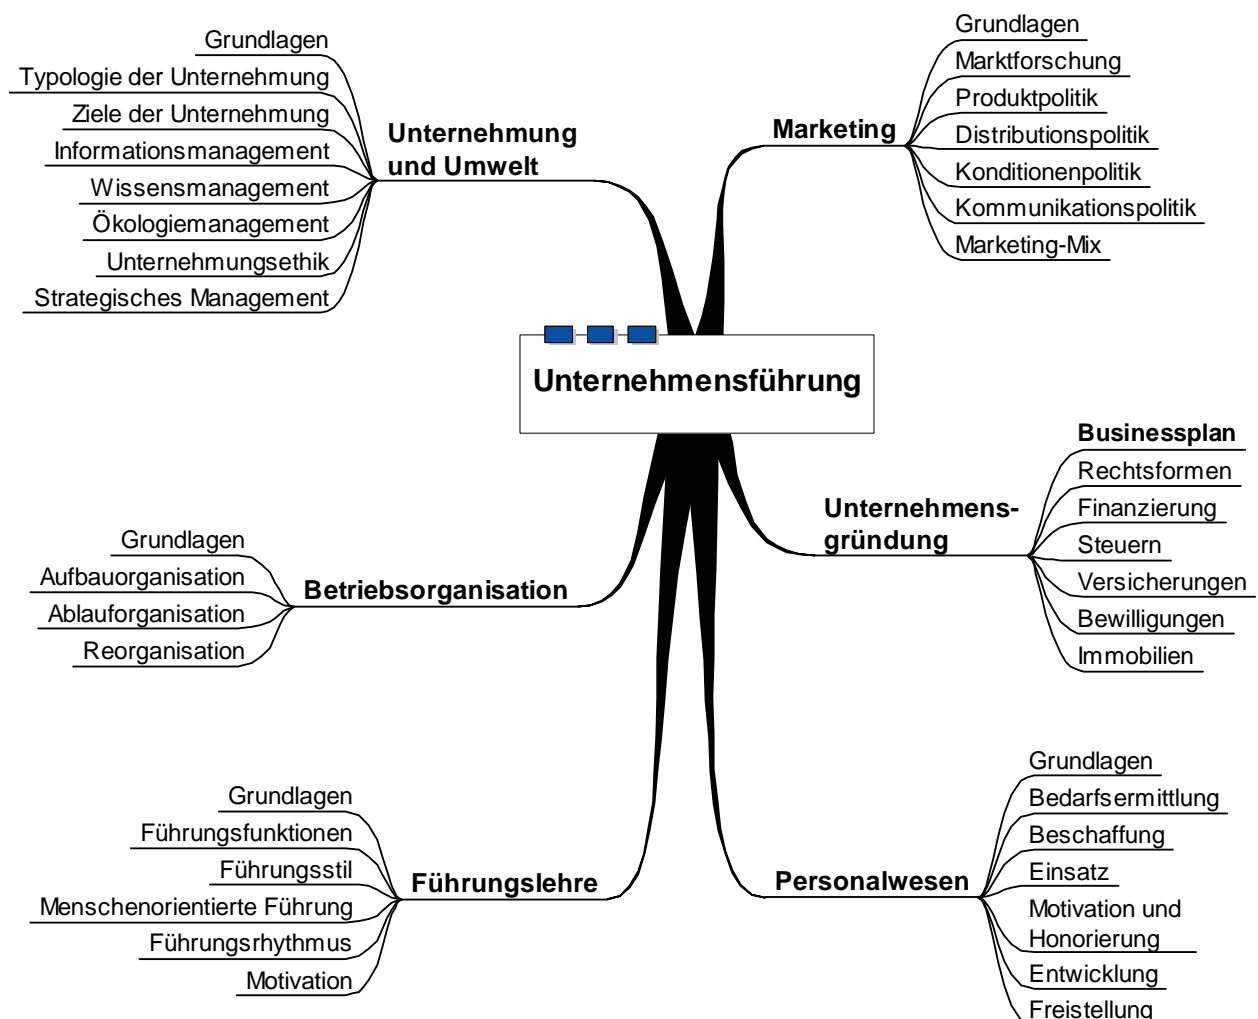 Grundlagen
Typologie der Unternehmung
Ziele der Unternehmung
Informationsmanagement
Wissensmanagement
Ökologiemanagement
Unternehmungsethik
Strategisches Management
Unternehmung
und Umwelt
Marketing
Grundlagen
Marktforschung
Produktpolitik
Distributionspolitik
Konditionenpolitik
Kommunikationspolitik
Marketing-Mix
Unternehmensführung
Unternehmens-
gründung
Businessplan
Rechtsformen
Finanzierung
Steuern
Versicherungen
Bewilligungen
Immobilien
Grundlagen
Aufbauorganisation
Ablauforganisation
Reorganisation
Betriebsorganisation
Grundlagen
Führungsfunktionen
Führungsstil
Menschenorientierte Führung
Führungsrhythmus
Motivation
Führungslehre
Personalwesen
Grundlagen
Bedarfsermittlung
Beschaffung
Einsatz
Motivation und
Honorierung
Entwicklung
Freistellung